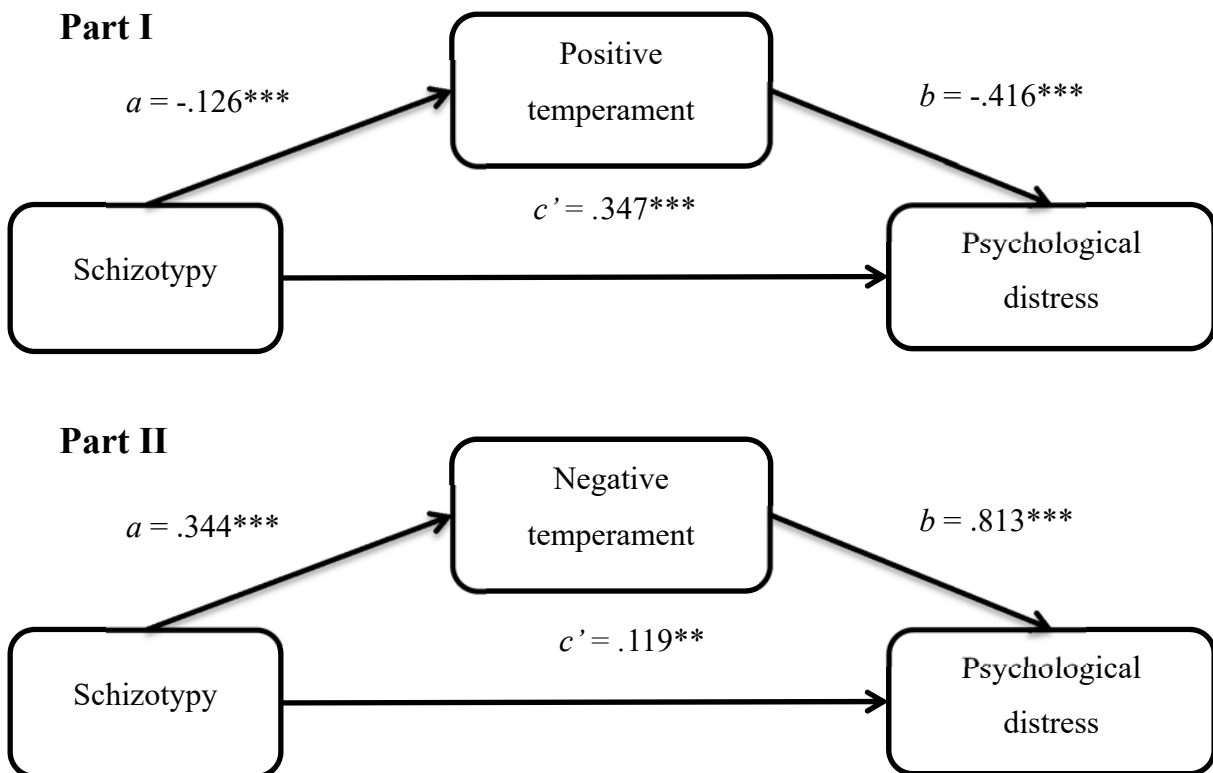 Part I
Positive
temperament
a = -.126***
b = -.416***
c’ = .347***
Schizotypy
Psychological
distress
Part II
Negative
temperament
a = .344***
b = .813***
c’ = .119**
Schizotypy
Psychological
distress